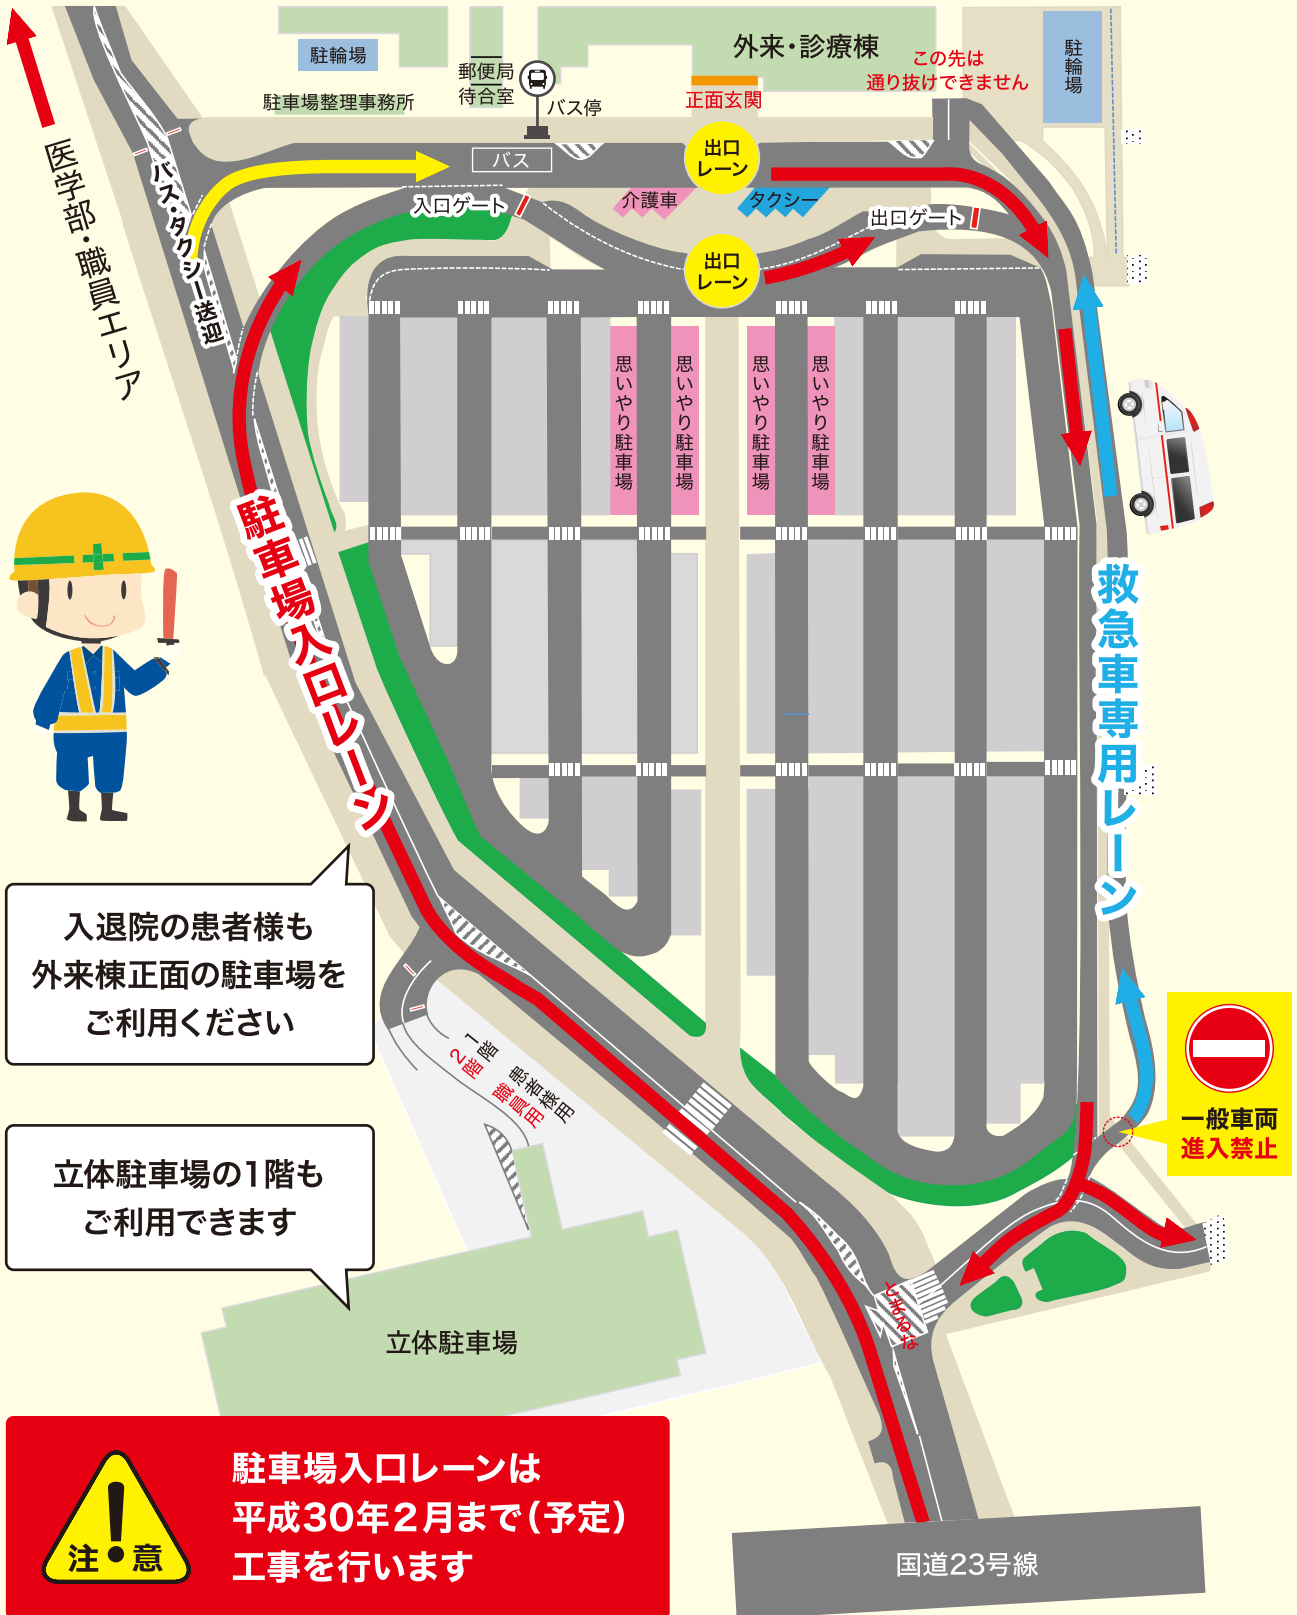 外来・診療棟
この先は
通り抜けできません
駐輪場
駐輪場
郵便局
待合室
駐車場整理事務所
バス停
正面玄関
医学部・職員エリア
バス・タクシー送迎
バス
出口
レーン
介護車
タクシー
入口ゲート
出口ゲート
出口
レーン
思いやり駐車場
思いやり駐車場
思いやり駐車場
思いやり駐車場
駐車場入口レーン
救急車専用レーン
入退院の患者様も
外来棟正面の駐車場を
ご利用ください
1階 患者様用
2階 職員用
一般車両
進入禁止
立体駐車場の1階も
ご利用できます
とまるな
立体駐車場
注意
駐車場入口レーンは
平成30年2月まで（予定）
工事を行います
国道23号線